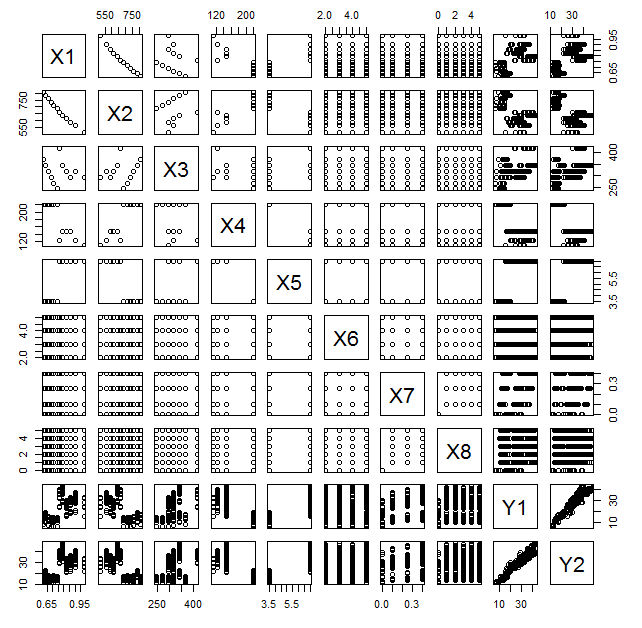 550 750 120 200 2.0 4.0 0 2 4 10 30
X1 0.65 0.95
550 750 X2
X3 250 400
120 200 X4
X5 3.5 5.5
2.0 4.0 X6
X7 0.0 0.3
0 2 4 X8
Y1 10 30
10 30 Y2
0.65 0.95 250 400 3.5 5.5 0.0 0.3 10 30